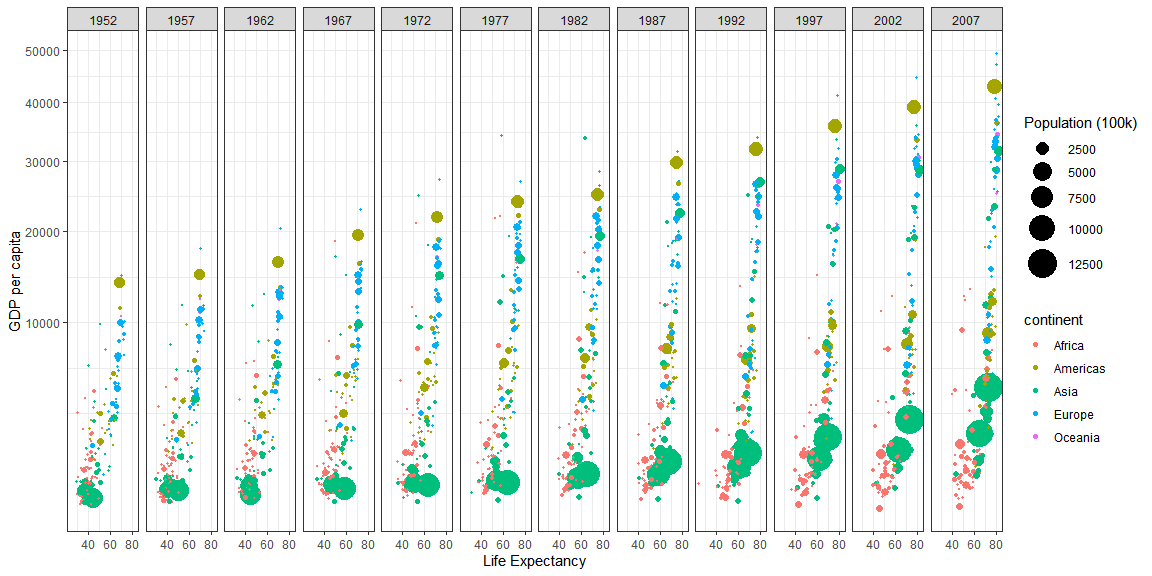 1952 1957 1962 1967 1972 1977 1982 1987 1992 1997 2002 2007
50000
40000
30000
20000
10000
GDP per capita
40 60 80 40 60 80 40 60 80 40 60 80 40 60 80 40 60 80 40 60 80 40 60 80 40 60 80 40 60 80 40 60 80 40 60 80
Life Expectancy
Population (100k)
2500
5000
7500
10000
12500
continent
Africa
Americas
Asia
Europe
Oceania